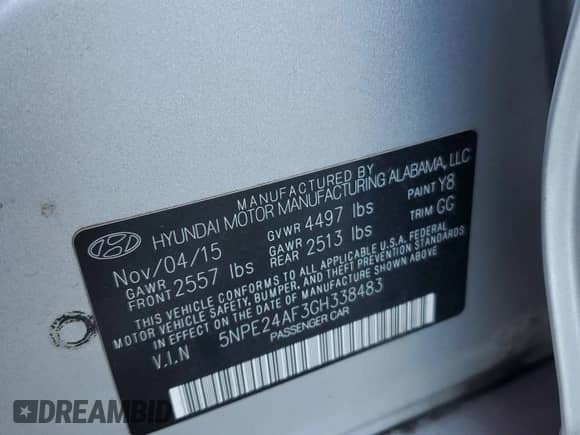 MANUFACTURED BY
HYUNDAI MOTOR MANUFACTURING ALABAMA, LLC
Nov/04/15 GVWR 4497 lbs PAINT Y8
GAWR FRONT 2557 lbs GAWR REAR 2513 lbs TRIM GG
THIS VEHICLE CONFORMS TO ALL APPLICABLE U.S.A. FEDERAL
MOTOR VEHICLE SAFETY, BUMPER, AND THEFT PREVENTION STANDARDS
IN EFFECT ON THE DATE OF MANUFACTURE SHOWN ABOVE.
V.I.N 5NPE24AF3GH338483
PASSENGER CAR
DREAMBID